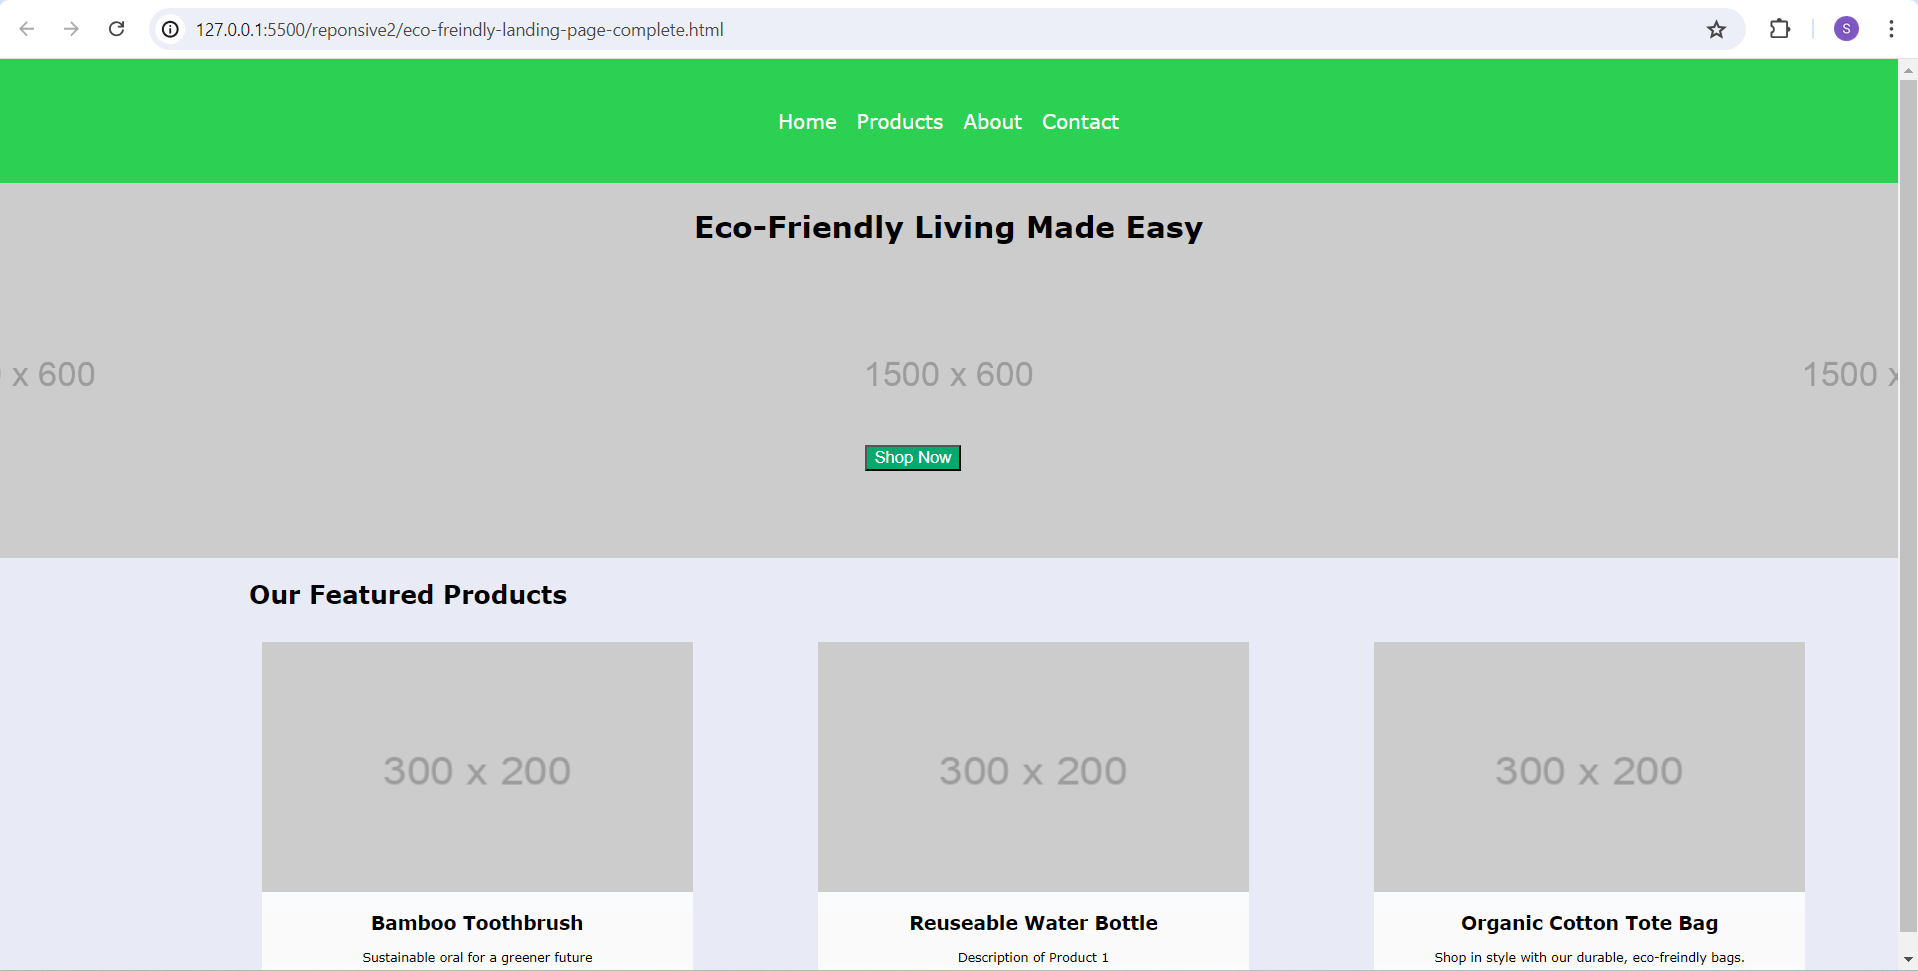 127.0.0.1:5500/reponsive2/eco-freindly-landing-page-complete.html
S
Home Products About Contact
Eco-Friendly Living Made Easy
x 600 1500 x 600 1500 x
Shop Now
Our Featured Products
300 x 200 300 x 200 300 x 200
Bamboo Toothbrush Reuseable Water Bottle Organic Cotton Tote Bag
Sustainable oral for a greener future Description of Product 1 Shop in style with our durable, eco-freindly bags.